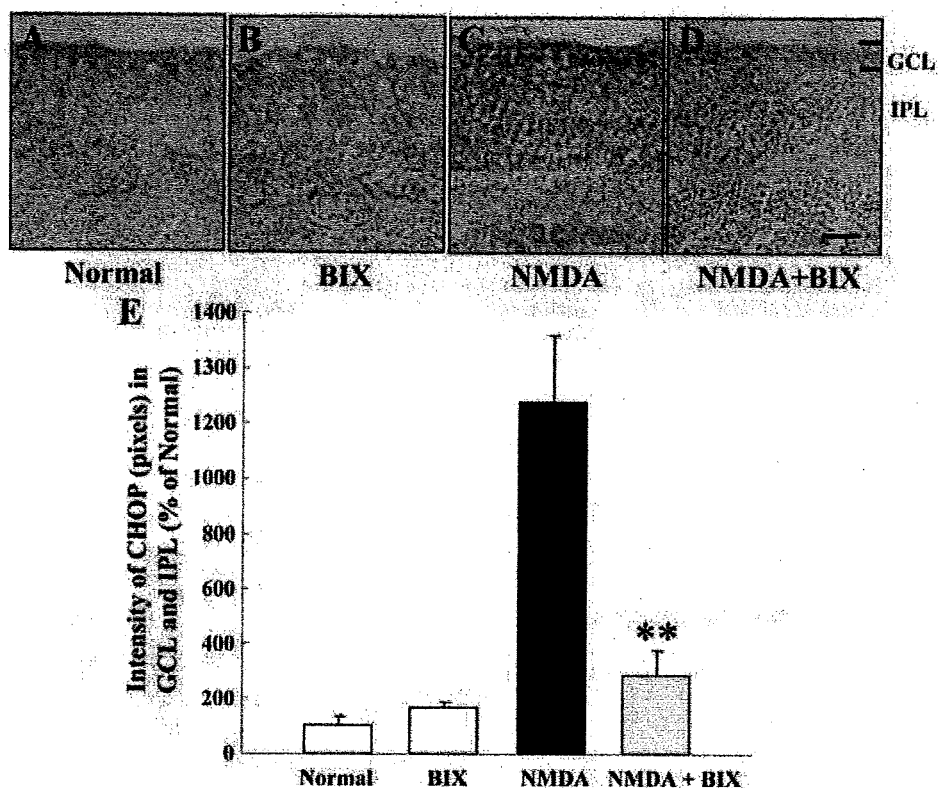 A B C D
GCL
IPL
Normal BIX NMDA NMDA+BIX
E
Intensity of CHOP (pixels) in
GCL and IPL (% of Normal)
1400
1300
1200
1000
800
600
400
200
0
**
Normal BIX NMDA NMDA + BIX